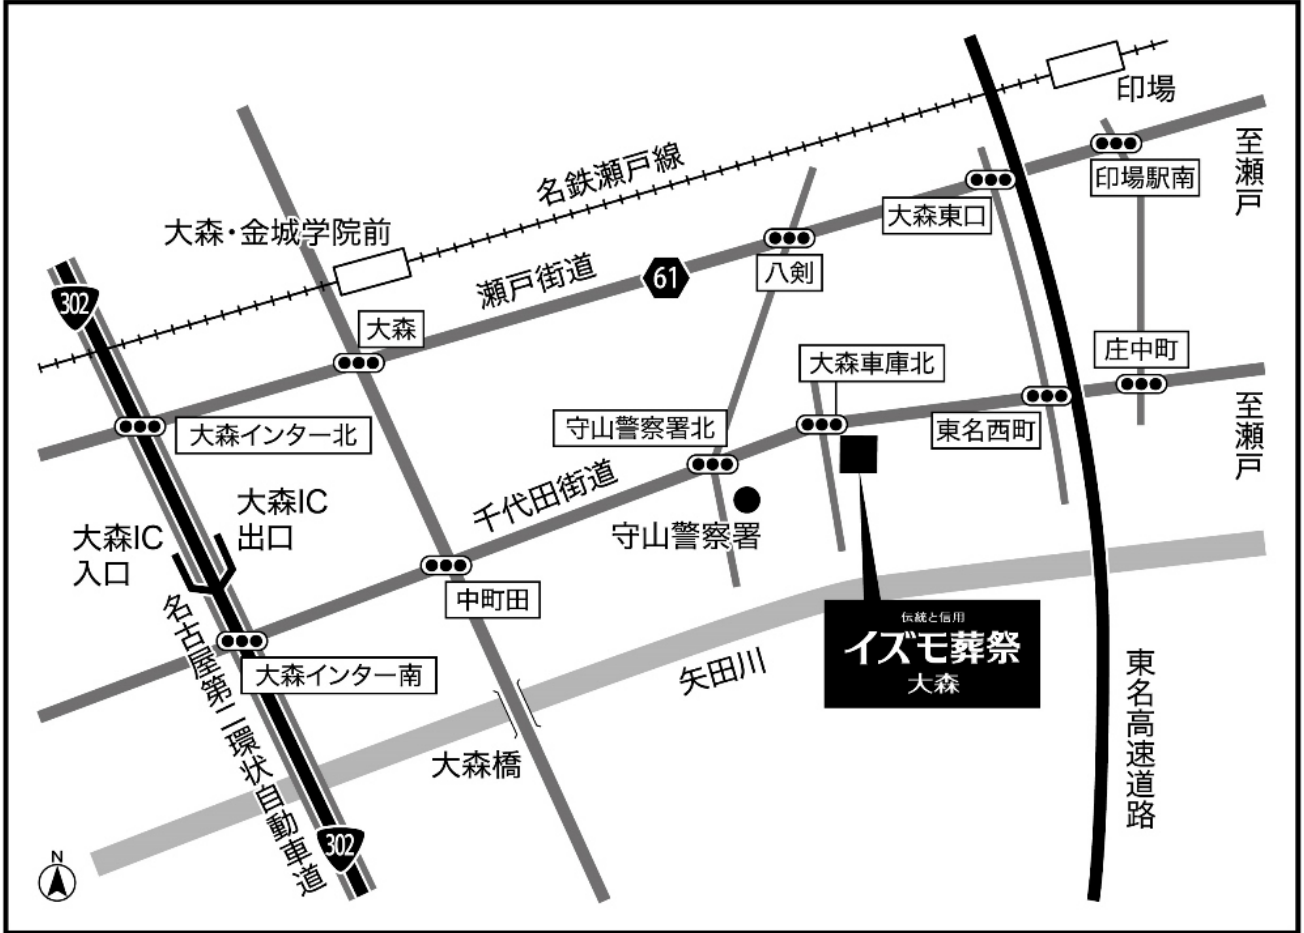 印場
至瀬戸
名鉄瀬戸線
印場駅南
大森・金城学院前
大森東口
瀬戸街道
61
八剣
302
大森
大森車庫北
庄中町
至瀬戸
大森インター北
守山警察署北
東名西町
千代田街道
大森IC
出口
大森IC
入口
守山警察署
中町田
名古屋第二環状自動車道
伝統と信用
イズモ葬祭
大森
大森インター南
矢田川
東名高速道路
大森橋
302
N